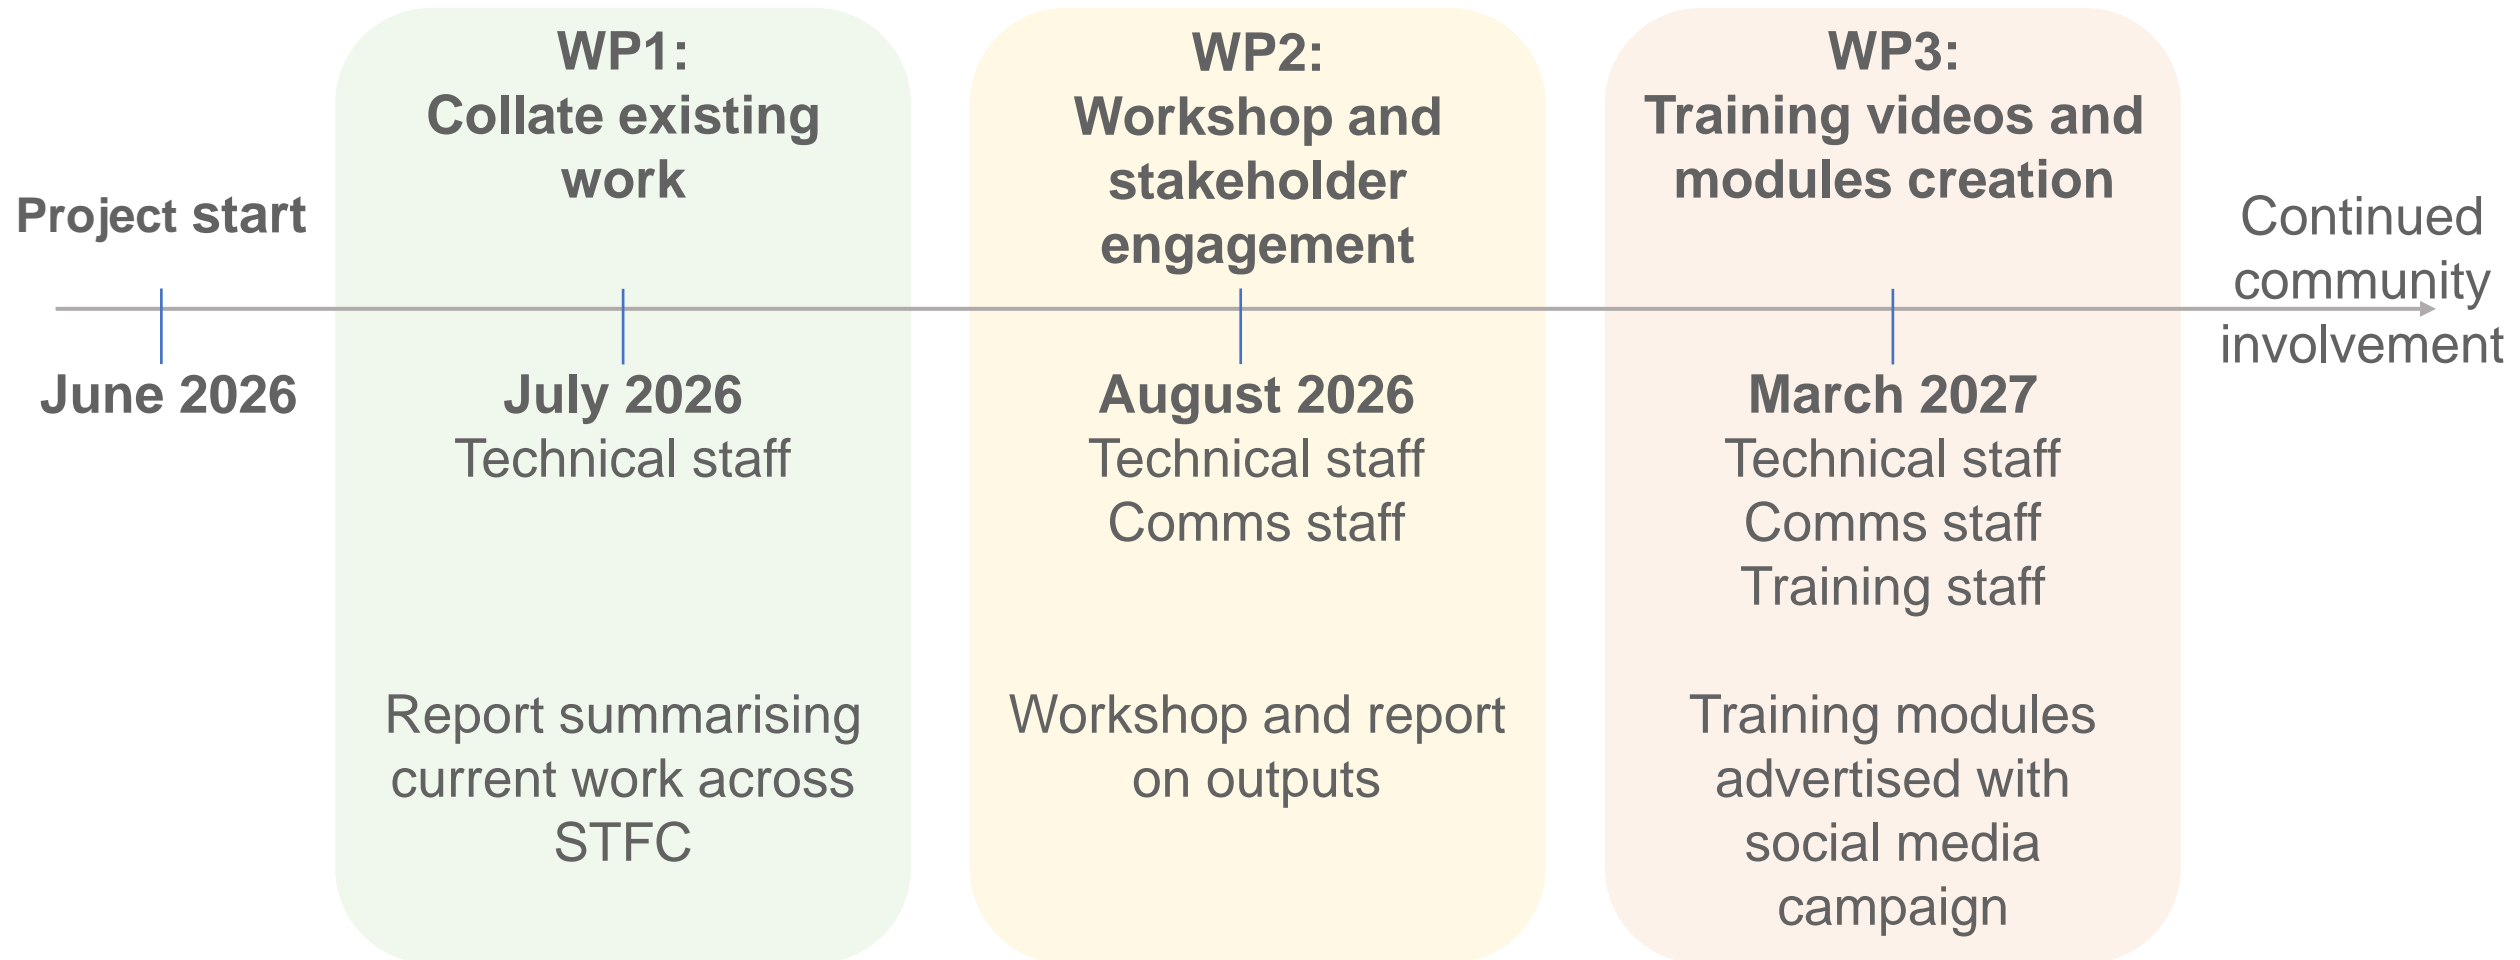 Project start
June 2026
WP1:
Collate existing
work
July 2026
Technical staff
Report summarising
current work across
STFC
WP2:
Workshop and
stakeholder
engagement
August 2026
Technical staff
Comms staff
Workshop and report
on outputs
WP3:
Training videos and
modules creation
March 2027
Technical staff
Comms staff
Training staff
Training modules
advertised with
social media
campaign
Continued
community
involvement